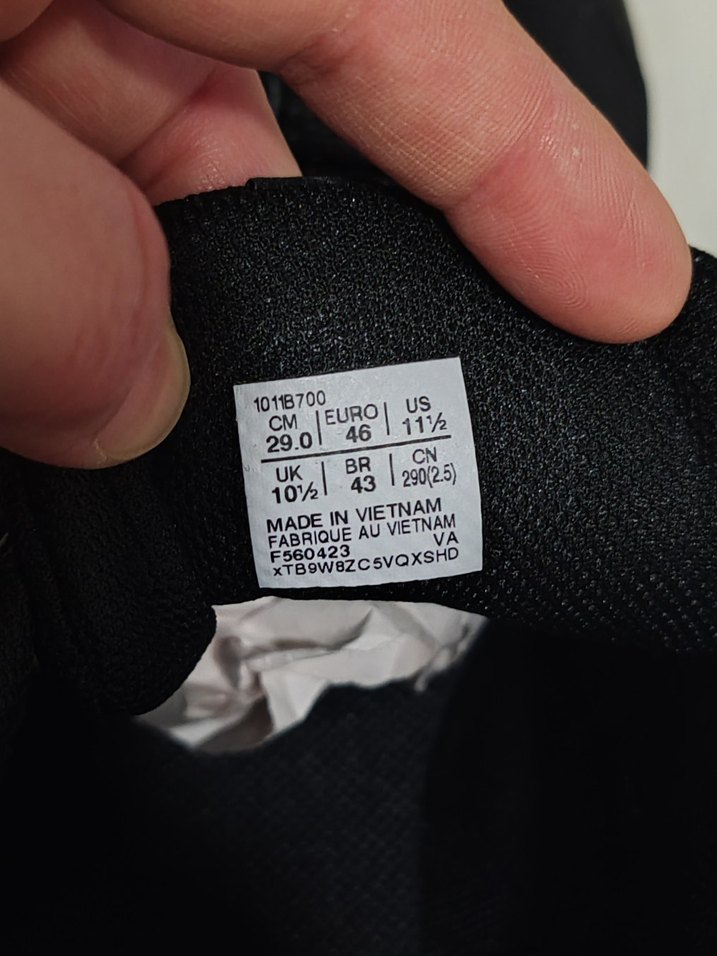 1011B700
CM EURO US
29.0 46 11½
UK BR CN
10½ 43 290(2.5)
MADE IN VIETNAM
FABRIQUE AU VIETNAM
F560423 VA
xTB9W8ZC5VQXSHD